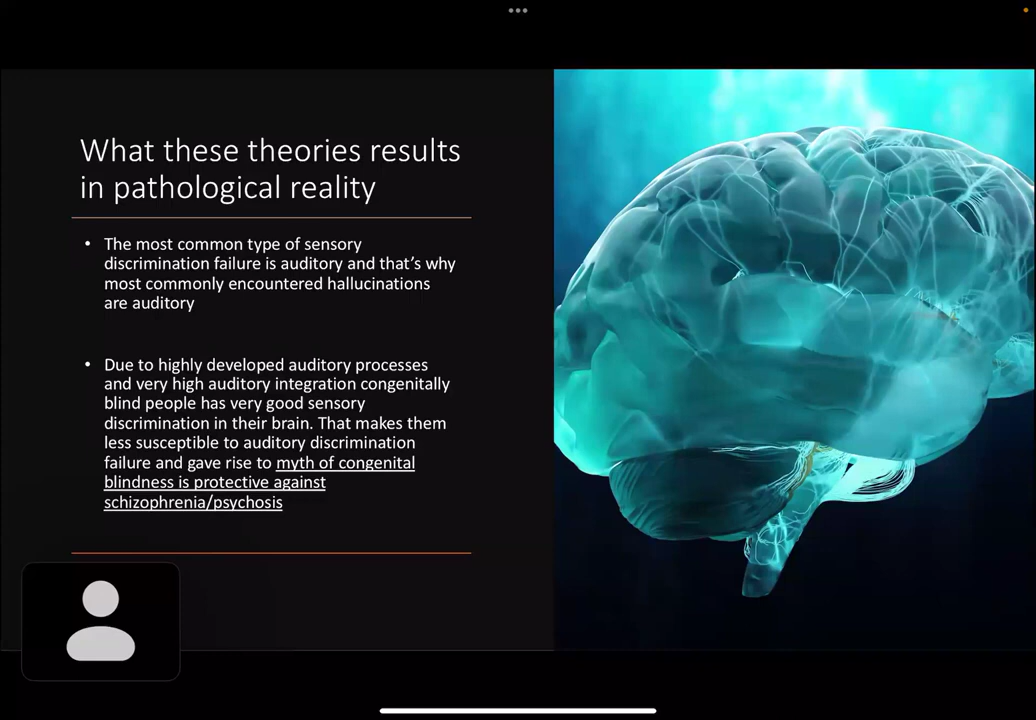 What these theories results
in pathological reality
• The most common type of sensory
discrimination failure is auditory and that's why
most commonly encountered hallucinations
are auditory
• Due to highly developed auditory processes
and very high auditory integration congenitally
blind people has very good sensory
discrimination in their brain. That makes them
less susceptible to auditory discrimination
failure and gave rise to myth of congenital
blindness is protective against
schizophrenia/psychosis